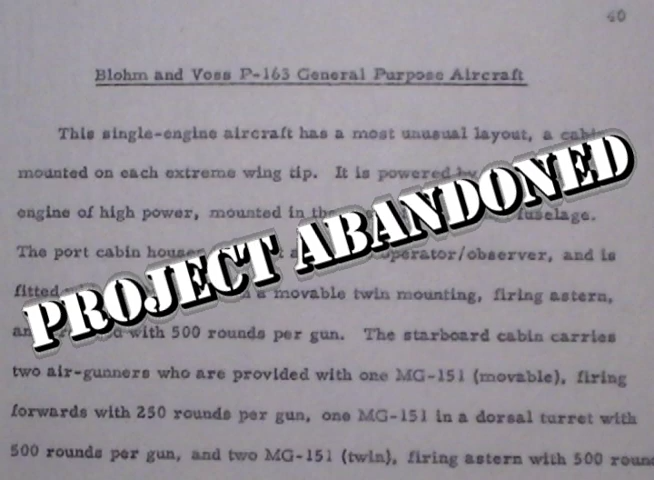 40
Blohm and Voss P-163 General Purpose Aircraft
This single-engine aircraft has a most unusual layout, a cabin
mounted on each extreme wing tip. It is powered
engine of high power, mounted in the fuselage.
The port cabin houses operator/observer, and is
fitted a movable twin mounting, firing astern,
with 500 rounds per gun. The starboard cabin carries
two air-gunners who are provided with one MG-151 (movable), firing
forwards with 250 rounds per gun, one MG-151 in a dorsal turret with
500 rounds per gun, and two MG-151 (twin), firing astern with 500
PROJECT ABANDONED